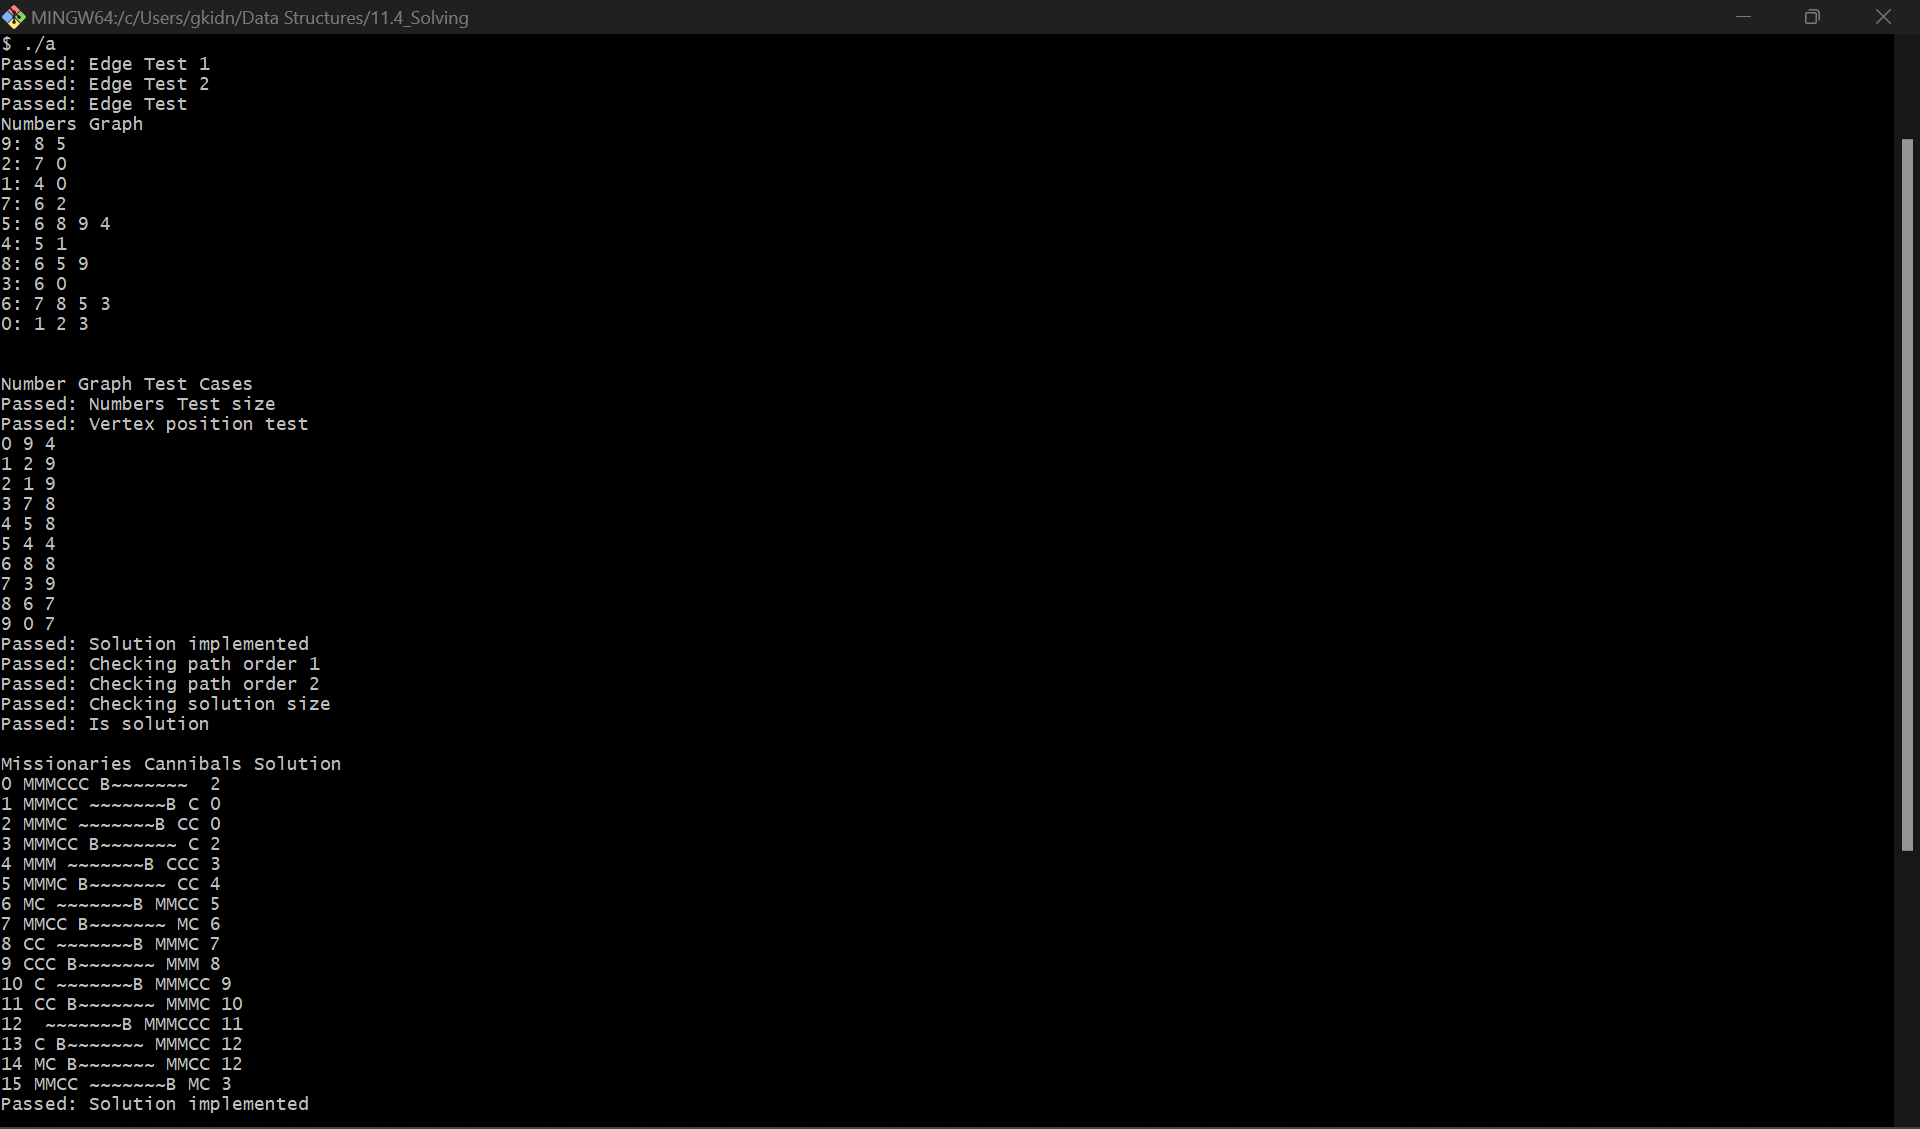 MINGW64:/c/Users/gkidn/Data Structures/11.4_Solving
$ ./a
Passed: Edge Test 1
Passed: Edge Test 2
Passed: Edge Test
Numbers Graph
9: 8 5
2: 7 0
1: 4 0
7: 6 2
5: 6 8 9 4
4: 5 1
8: 6 5 9
3: 6 0
6: 7 8 5 3
0: 1 2 3
Number Graph Test Cases
Passed: Numbers Test size
Passed: Vertex position test
0 9 4
1 2 9
2 1 9
3 7 8
4 5 8
5 4 4
6 8 8
7 3 9
8 6 7
9 0 7
Passed: Solution implemented
Passed: Checking path order 1
Passed: Checking path order 2
Passed: Checking solution size
Passed: Is solution
Missionaries Cannibals Solution
0 MMMCCC B~~~~~~~  2
1 MMMCC ~~~~~~~B C 0
2 MMMC ~~~~~~~B CC 0
3 MMMCC B~~~~~~~ C 2
4 MMM ~~~~~~~B CCC 3
5 MMMC B~~~~~~~ CC 4
6 MC ~~~~~~~B MMCC 5
7 MMCC B~~~~~~~ MC 6
8 CC ~~~~~~~B MMMC 7
9 CCC B~~~~~~~ MMM 8
10 C ~~~~~~~B MMMCC 9
11 CC B~~~~~~~ MMMC 10
12  ~~~~~~~B MMMCCC 11
13 C B~~~~~~~ MMMCC 12
14 MC B~~~~~~~ MMCC 12
15 MMCC ~~~~~~~B MC 3
Passed: Solution implemented